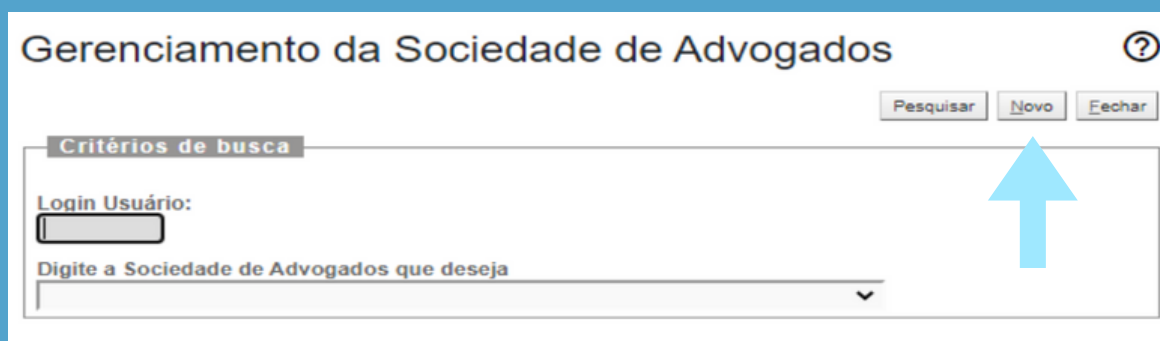 Gerenciamento da Sociedade de Advogados
Pesquisar Novo Fechar
Critérios de busca
Login Usuário:
Digite a Sociedade de Advogados que deseja